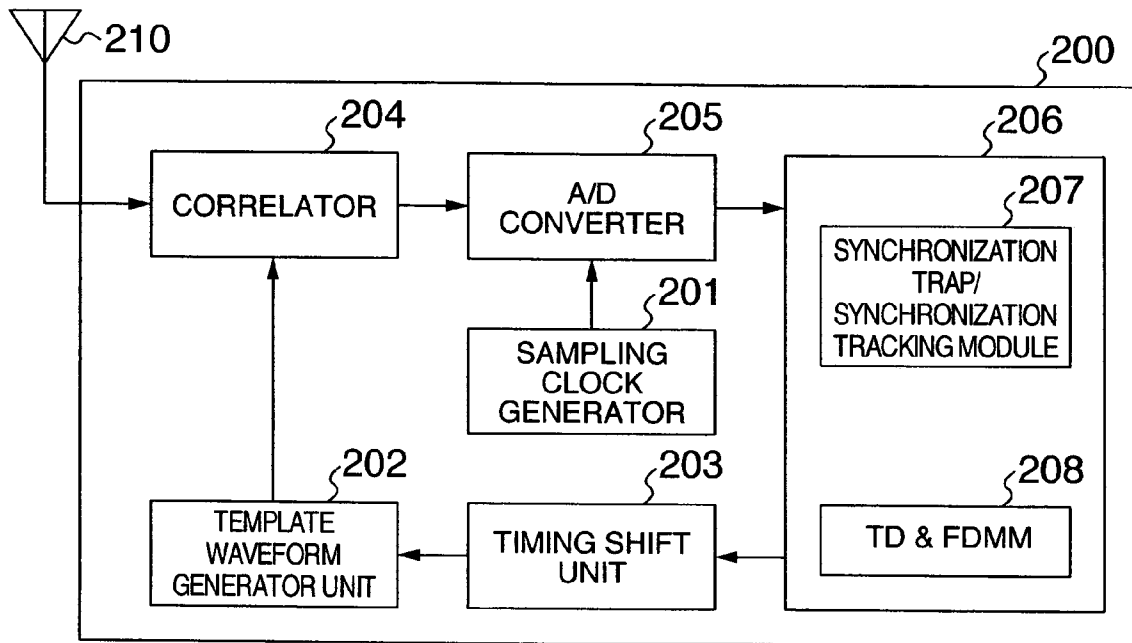 210
200
204
CORRELATOR
205
A/D
CONVERTER
206
207
SYNCHRONIZATION
TRAP/
SYNCHRONIZATION
TRACKING MODULE
201
SAMPLING
CLOCK
GENERATOR
202
TEMPLATE
WAVEFORM
GENERATOR UNIT
203
TIMING SHIFT
UNIT
208
TD & FDMM